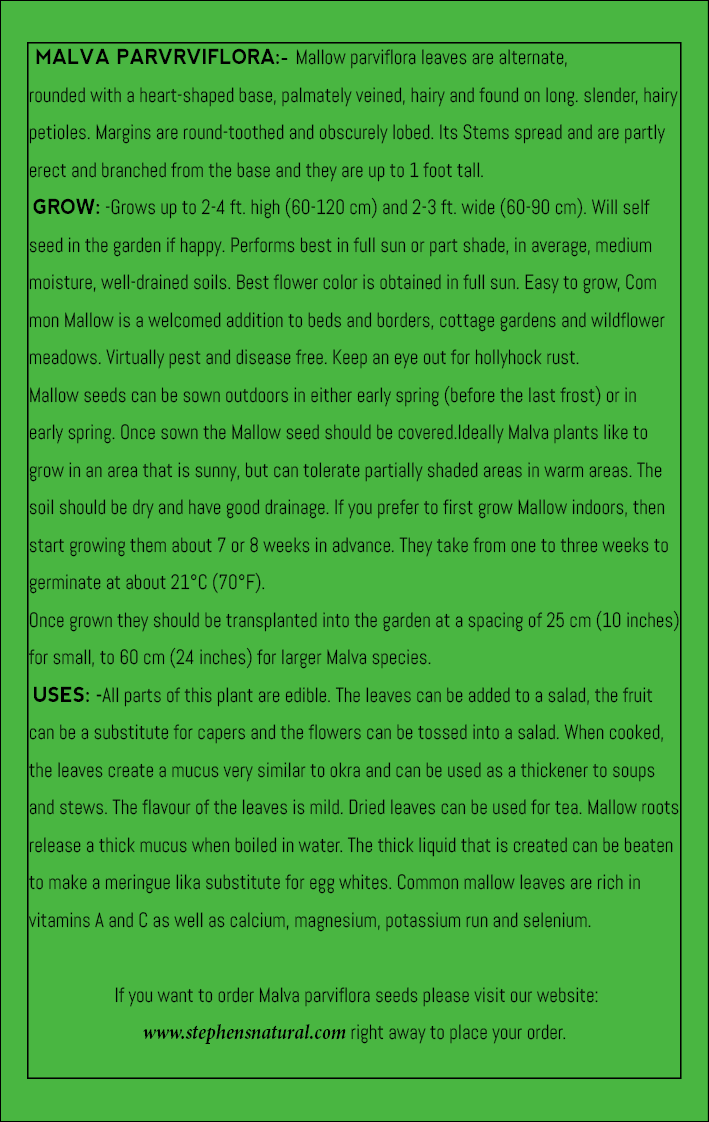 MALVA PARVRVIFLORA:- Mallow parviflora leaves are alternate,
rounded with a heart-shaped base, palmately veined, hairy and found on long. slender, hairy
petioles. Margins are round-toothed and obscurely lobed. Its Stems spread and are partly
erect and branched from the base and they are up to 1 foot tall.
GROW: -Grows up to 2-4 ft. high (60-120 cm) and 2-3 ft. wide (60-90 cm). Will self
seed in the garden if happy. Performs best in full sun or part shade, in average, medium
moisture, well-drained soils. Best flower color is obtained in full sun. Easy to grow, Com
mon Mallow is a welcomed addition to beds and borders, cottage gardens and wildflower
meadows. Virtually pest and disease free. Keep an eye out for hollyhock rust.
Mallow seeds can be sown outdoors in either early spring (before the last frost) or in
early spring. Once sown the Mallow seed should be covered.Ideally Malva plants like to
grow in an area that is sunny, but can tolerate partially shaded areas in warm areas. The
soil should be dry and have good drainage. If you prefer to first grow Mallow indoors, then
start growing them about 7 or 8 weeks in advance. They take from one to three weeks to
germinate at about 21°C (70°F).
Once grown they should be transplanted into the garden at a spacing of 25 cm (10 inches)
for small, to 60 cm (24 inches) for larger Malva species.
USES: -All parts of this plant are edible. The leaves can be added to a salad, the fruit
can be a substitute for capers and the flowers can be tossed into a salad. When cooked,
the leaves create a mucus very similar to okra and can be used as a thickener to soups
and stews. The flavour of the leaves is mild. Dried leaves can be used for tea. Mallow roots
release a thick mucus when boiled in water. The thick liquid that is created can be beaten
to make a meringue lika substitute for egg whites. Common mallow leaves are rich in
vitamins A and C as well as calcium, magnesium, potassium run and selenium.
If you want to order Malva parviflora seeds please visit our website:
www.stephensnatural.com right away to place your order.